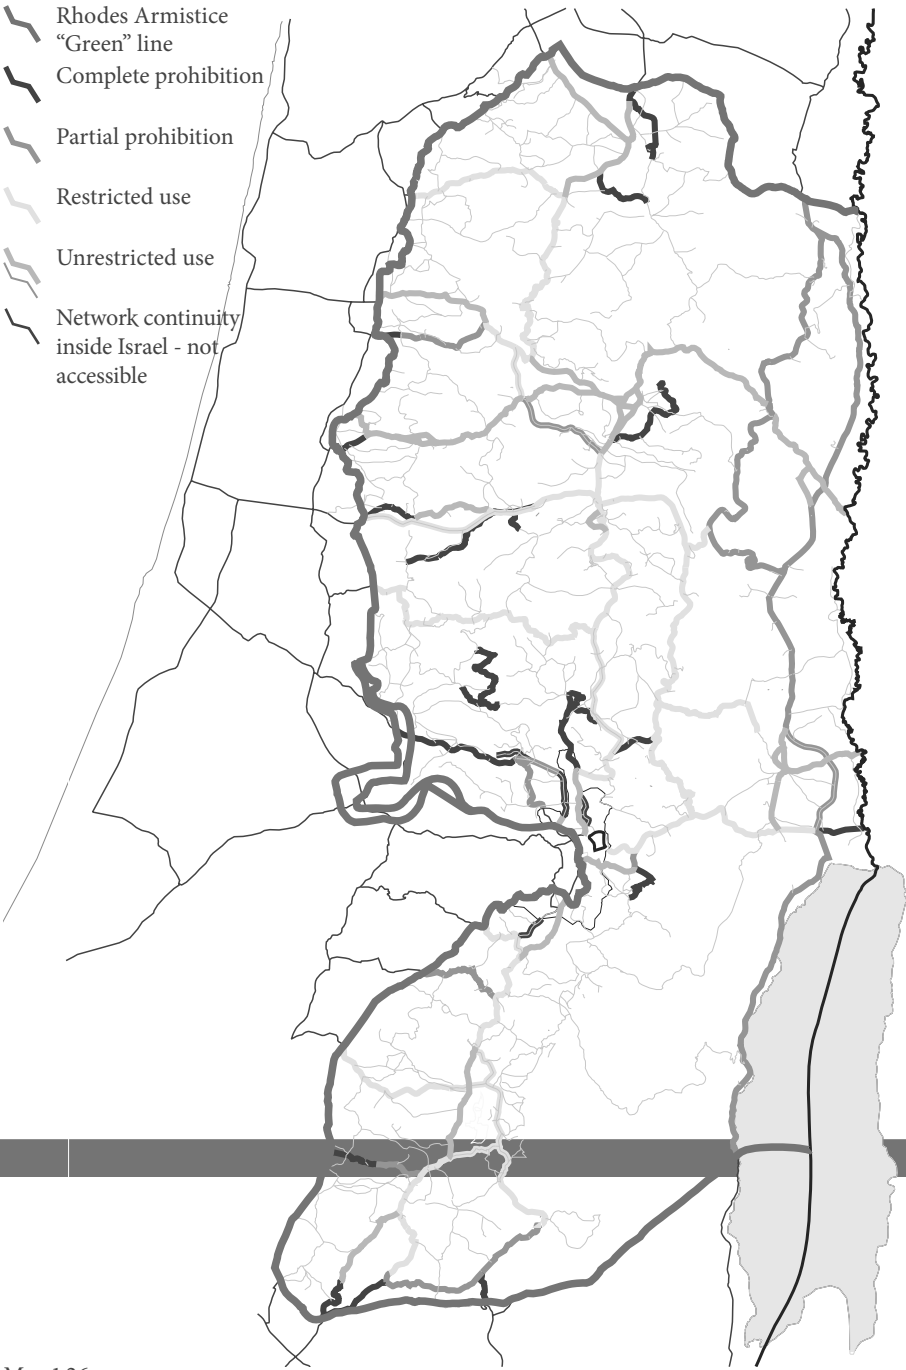 Rhodes Armistice
“Green” line
Complete prohibition
Partial prohibition
Restricted use
Unrestricted use
Network continuity
inside Israel - not
accessible